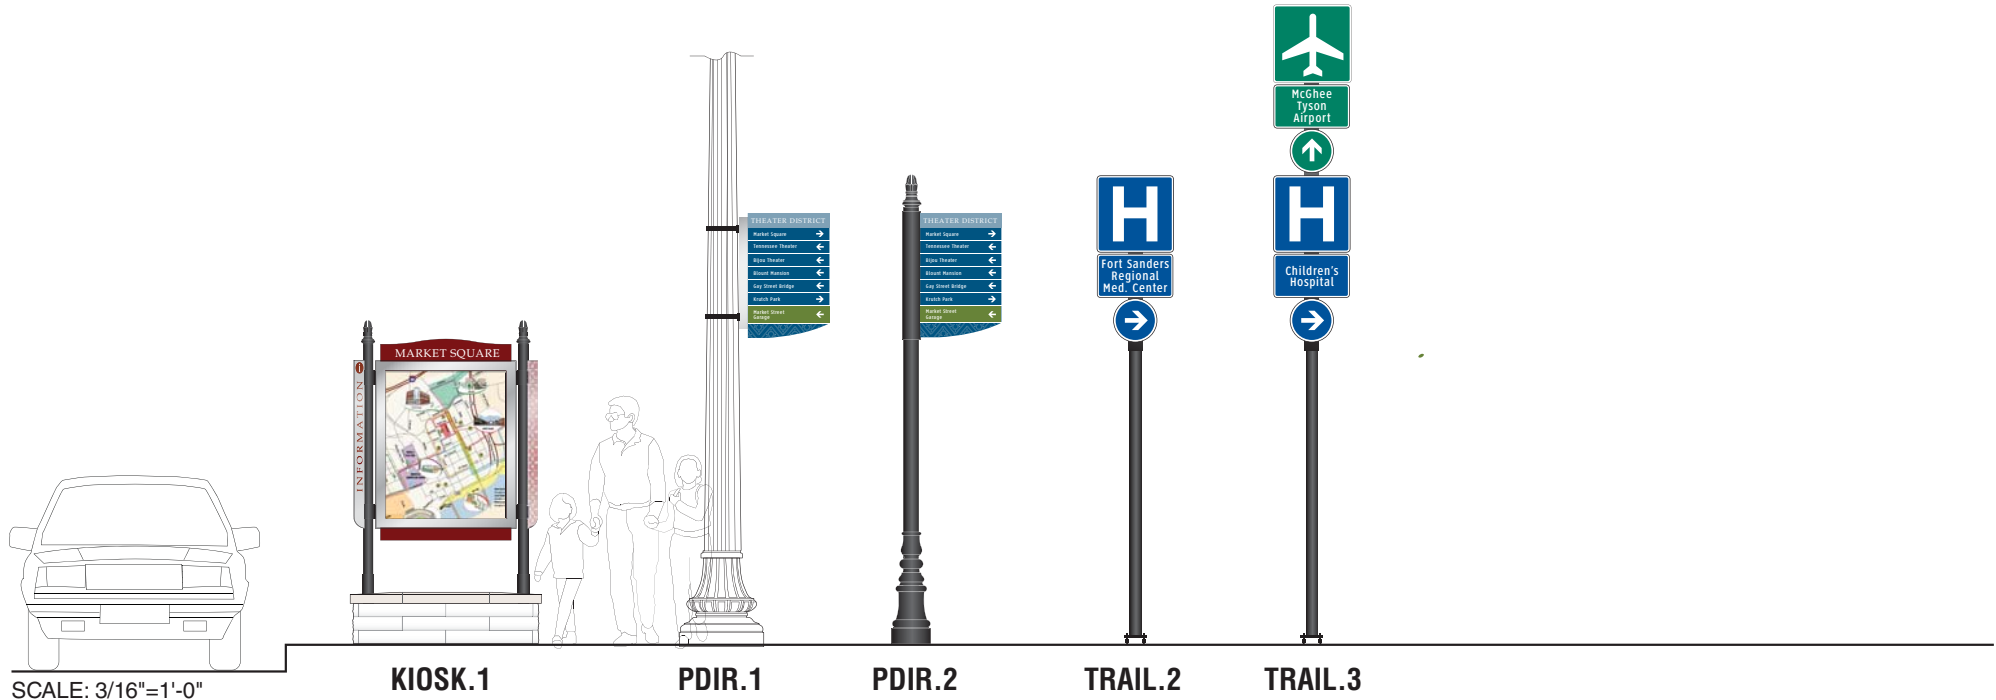 McGhee
Tyson
Airport
THEATER DISTRICT
Market Square
Tennessee Theater
Bijou Theater
Blount Mansion
Gay Street Bridge
Krutch Park
Market Street
Garage
THEATER DISTRICT
Market Square
Tennessee Theater
Bijou Theater
Blount Mansion
Gay Street Bridge
Krutch Park
Market Street
Garage
H
Fort Sanders
Regional
Med. Center
H
Children's
Hospital
MARKET SQUARE
INFORMATION
KIOSK.1
PDIR.1
PDIR.2
TRAIL.2
TRAIL.3
SCALE: 3/16"=1'-0"